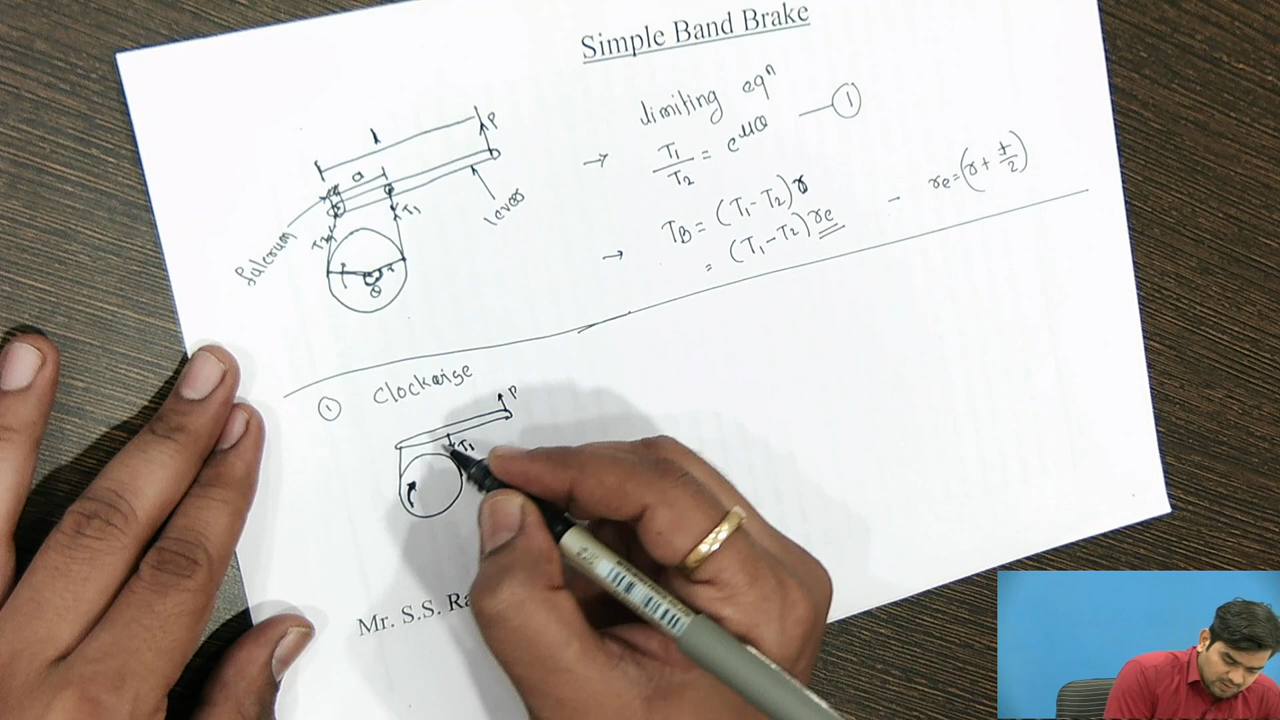 Simple Band Brake
limiting eqⁿ
→ T₁/T₂ = e^μθ — ①
→ T_B = (T₁-T₂)r
= (T₁-T₂)re - re = (r + t/2)
l
P
a
T₁
T₂
lever
fulcrum
θ
r
① Clockwise
P
T₁
Mr. S.S. Ra